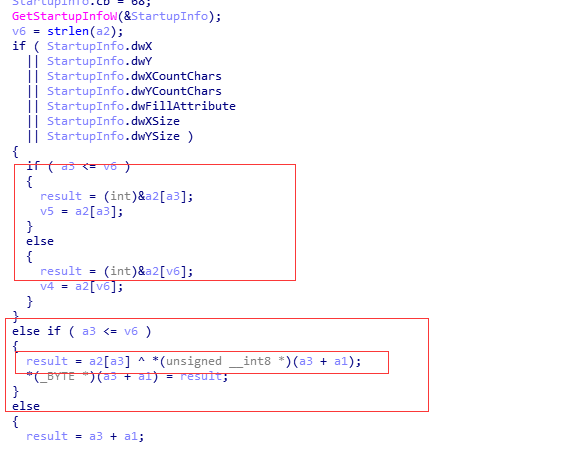 StartupInfo.cb = 68;
GetStartupInfoW(&StartupInfo);
v6 = strlen(a2);
if ( StartupInfo.dwX
|| StartupInfo.dwY
|| StartupInfo.dwXCountChars
|| StartupInfo.dwYCountChars
|| StartupInfo.dwFillAttribute
|| StartupInfo.dwXSize
|| StartupInfo.dwYSize )
{
if ( a3 <= v6 )
{
result = (int)&a2[a3];
v5 = a2[a3];
}
else
{
result = (int)&a2[v6];
v4 = a2[v6];
}
}
else if ( a3 <= v6 )
{
result = a2[a3] ^ *(unsigned __int8 *)(a3 + a1);
*(_BYTE *)(a3 + a1) = result;
}
else
{
result = a3 + a1;